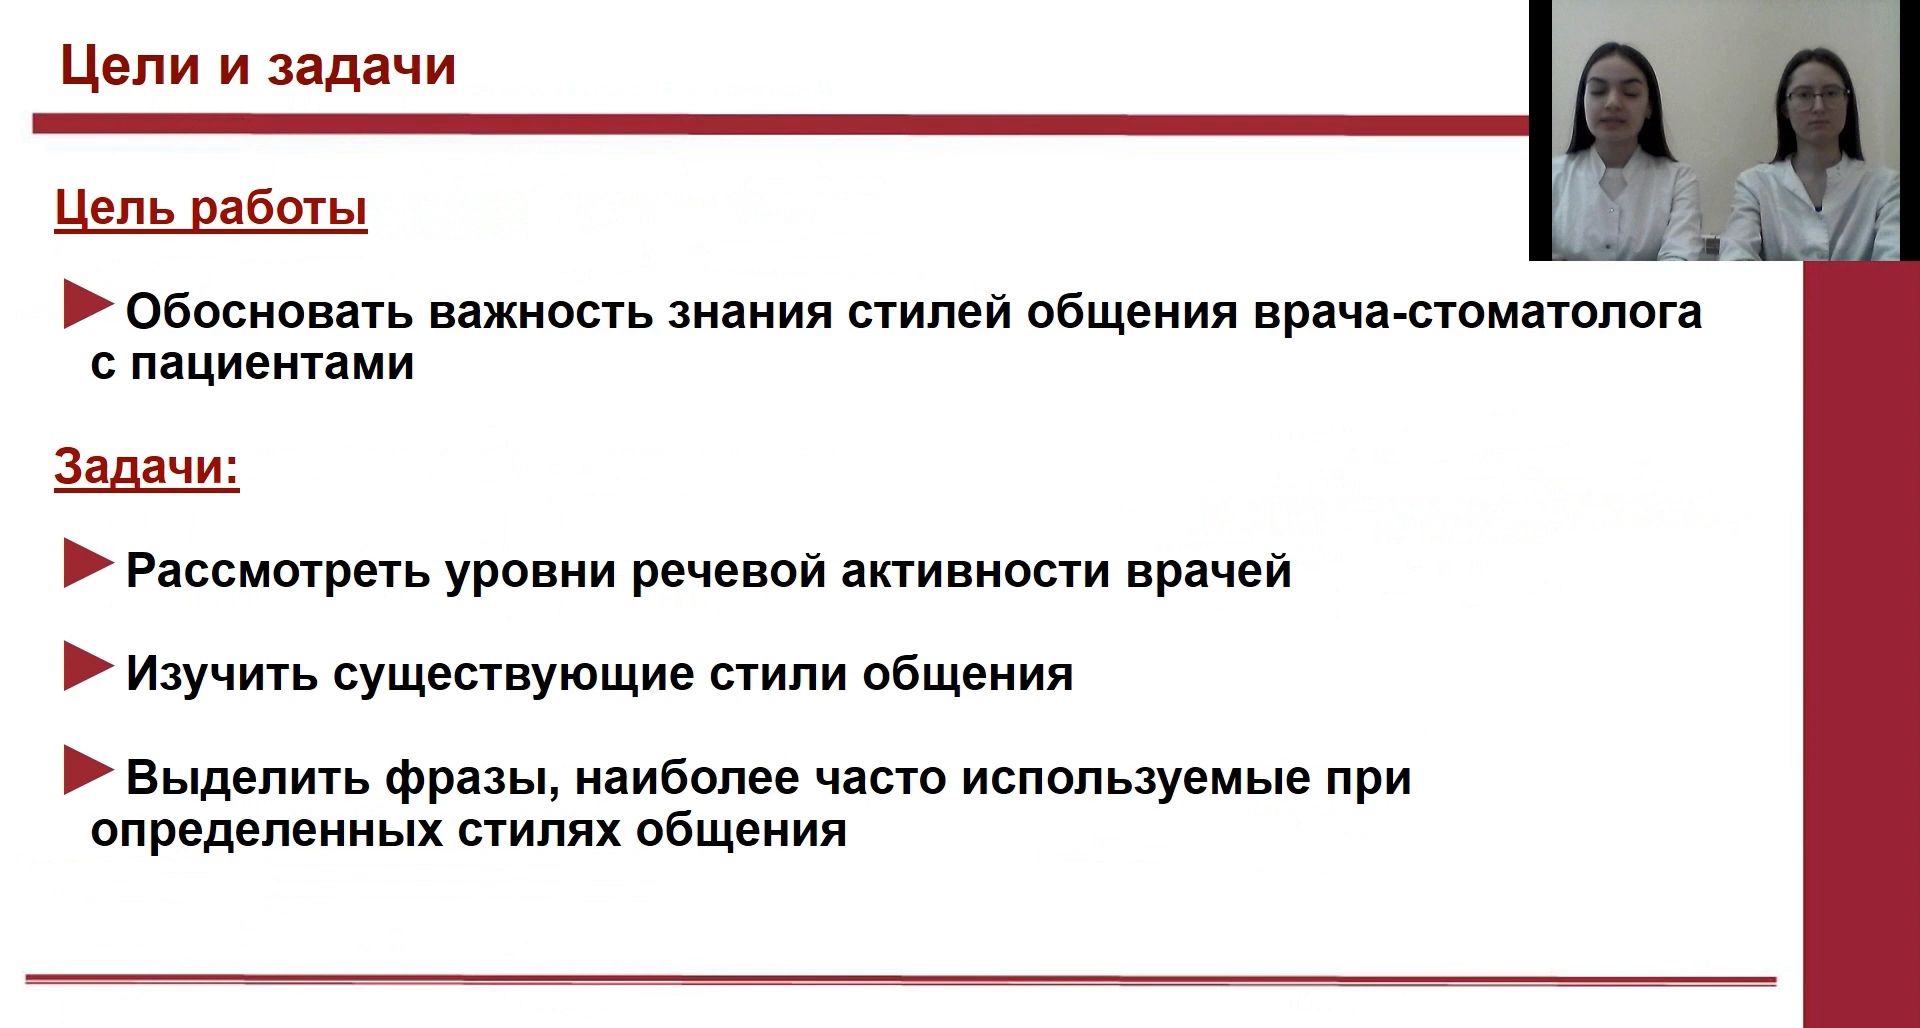 Цели и задачи
Цель работы
Обосновать важность знания стилей общения врача-стоматолога
с пациентами
Задачи:
Рассмотреть уровни речевой активности врачей
Изучить существующие стили общения
Выделить фразы, наиболее часто используемые при
определенных стилях общения